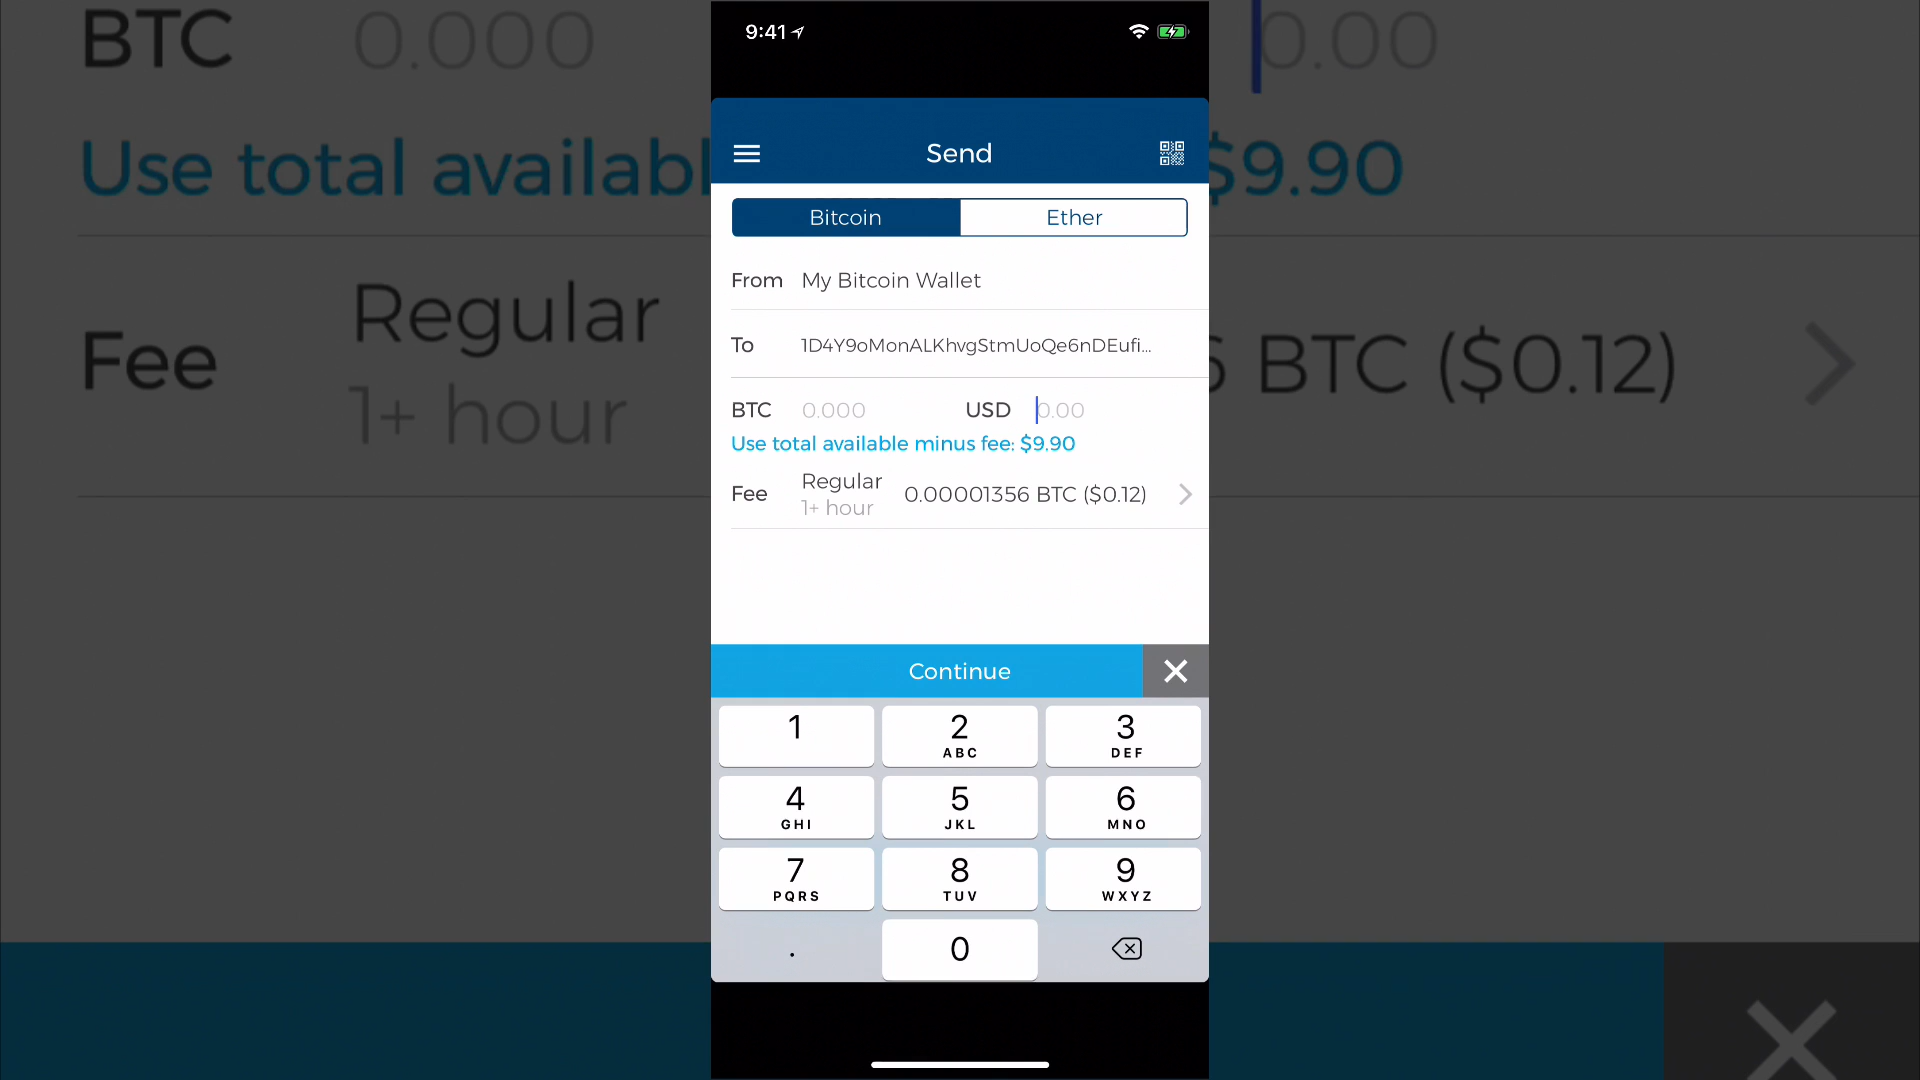 BTC 0.000
0.00
Use total availabl
$9.90
Fee
Regular
1+ hour
BTC ($0.12)
9:41
Send
Bitcoin Ether
From My Bitcoin Wallet
To 1D4Y9oMonALKhvgStmUoQe6nDEufi...
BTC 0.000 USD 0.00
Use total available minus fee: $9.90
Fee Regular 0.00001356 BTC ($0.12)
1+ hour
Continue
1 2 3
ABC DEF
4 5 6
GHI JKL MNO
7 8 9
PQRS TUV WXYZ
. 0